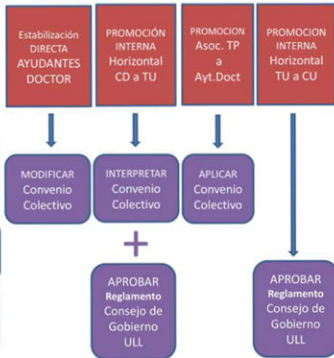 Estabilización
DIRECTA
AYUDANTES
DOCTOR
PROMOCIÓN
INTERNA
Horizontal
CD a TU
PROMOCION
Asoc. TP
a
Ayt.Doct
PROMOCION
INTERNA
Horizontal
TU a CU
MODIFICAR
Convenio
Colectivo
INTERPRETAR
Convenio
Colectivo
APLICAR
Convenio
Colectivo
+
APROBAR
Reglamento
Consejo de
Gobierno
ULL
APROBAR
Reglamento
Consejo de
Gobierno
ULL